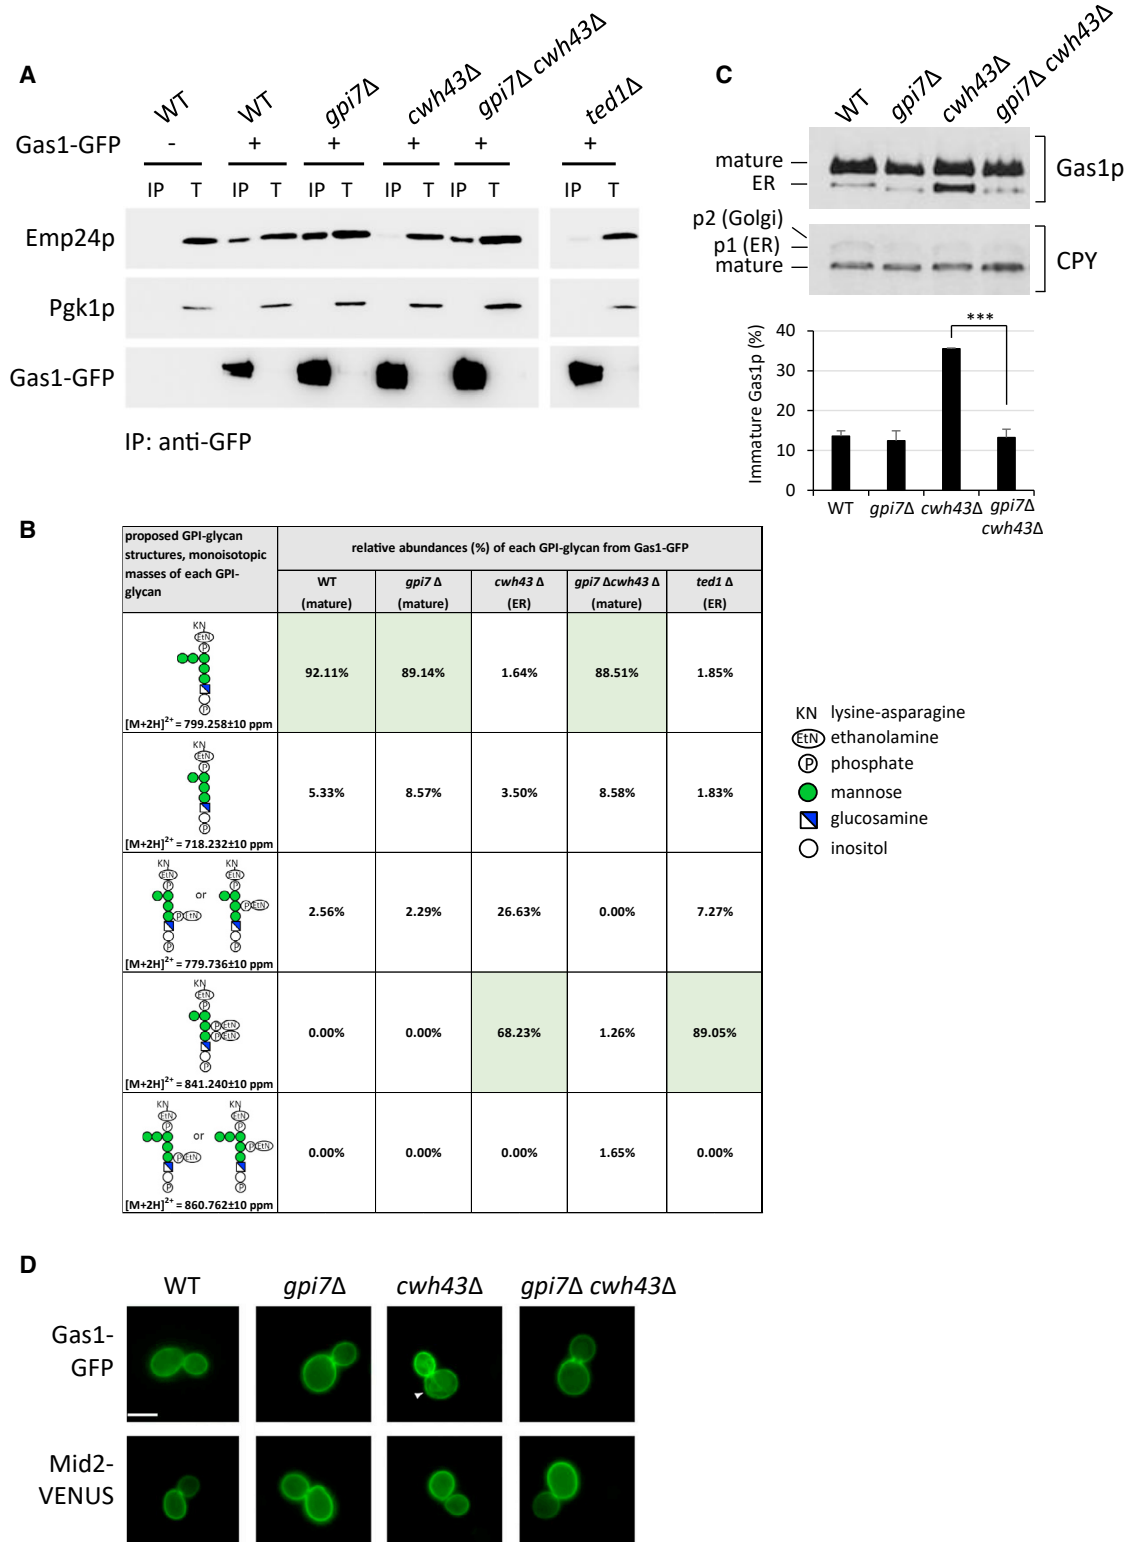 A
WT WT gpi7Δ cwh43Δ gpi7Δ cwh43Δ ted1Δ
Gas1-GFP - + + + + +
IP T IP T IP T IP T IP T IP T
Emp24p
Pgk1p
Gas1-GFP
IP: anti-GFP
C
WT gpi7Δ cwh43Δ gpi7Δ cwh43Δ
mature
ER
Gas1p
p2 (Golgi)
p1 (ER)
mature
CPY
***
Immature Gas1p (%)
40
30
20
10
0
WT gpi7Δ cwh43Δ gpi7Δ
cwh43Δ
B
proposed GPI-glycan
structures, monoisotopic
masses of each GPI-
glycan
relative abundances (%) of each GPI-glycan from Gas1-GFP
WT gpi7 Δ cwh43 Δ gpi7 Δcwh43 Δ ted1 Δ
(mature) (mature) (ER) (mature) (ER)
KN
EtN
P
P
[M+2H]2+ = 799.258±10 ppm
92.11% 89.14% 1.64% 88.51% 1.85%
KN
EtN
P
P
[M+2H]2+ = 718.232±10 ppm
5.33% 8.57% 3.50% 8.58% 1.83%
KN KN
EtN EtN
P or P
P EtN P EtN
P P
[M+2H]2+ = 779.736±10 ppm
2.56% 2.29% 26.63% 0.00% 7.27%
KN
EtN
P
P EtN
P EtN
P
[M+2H]2+ = 841.240±10 ppm
0.00% 0.00% 68.23% 1.26% 89.05%
KN KN
EtN EtN
P or P
P EtN P EtN
P P
[M+2H]2+ = 860.762±10 ppm
0.00% 0.00% 0.00% 1.65% 0.00%
KN lysine-asparagine
EtN ethanolamine
P phosphate
mannose
glucosamine
inositol
D
WT gpi7Δ cwh43Δ gpi7Δ cwh43Δ
Gas1-
GFP
Mid2-
VENUS